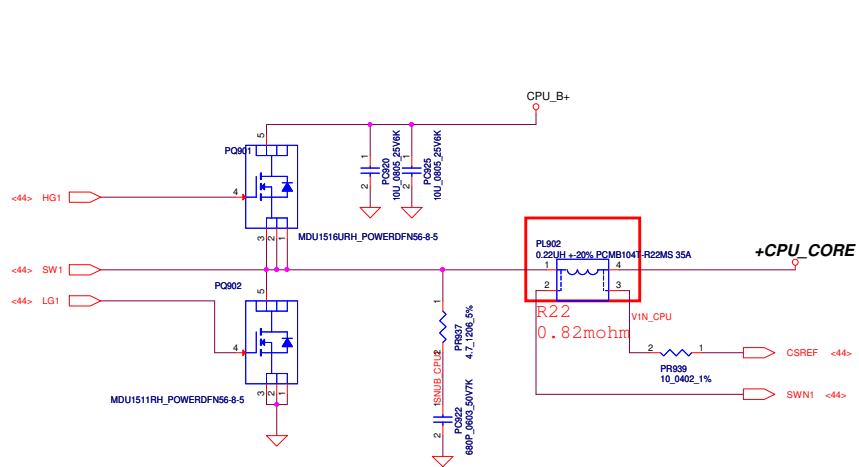 CPU_B+
5
PQ901
4
<44> HG1
3
2
1
MDU1516URH_POWERDFN56-8-5
1
2
PC920
10U_0805_25V6K
1
2
PC925
10U_0805_25V6K
<44> SW1
PL902
0.22UH +-20% PCMB104T-R22MS 35A
1
4
2
3
+CPU_CORE
R22
0.82mohm
V1N_CPU
<44> LG1
PQ902
5
4
3
2
1
MDU1511RH_POWERDFN56-8-5
1
2
PR937
4.7_1206_5%
SNUB_CPU1
1
2
PC922
680P_0603_50V7K
2
1
PR939
10_0402_1%
CSREF <44>
SWN1 <44>